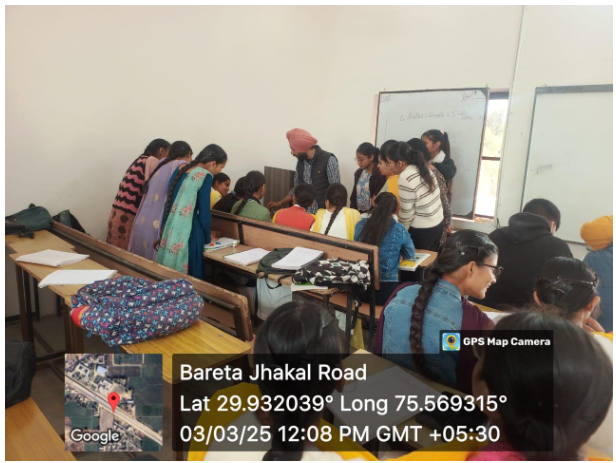 GPS Map Camera
Bareta Jhakal Road
Lat 29.932039° Long 75.569315°
03/03/25 12:08 PM GMT +05:30
Google